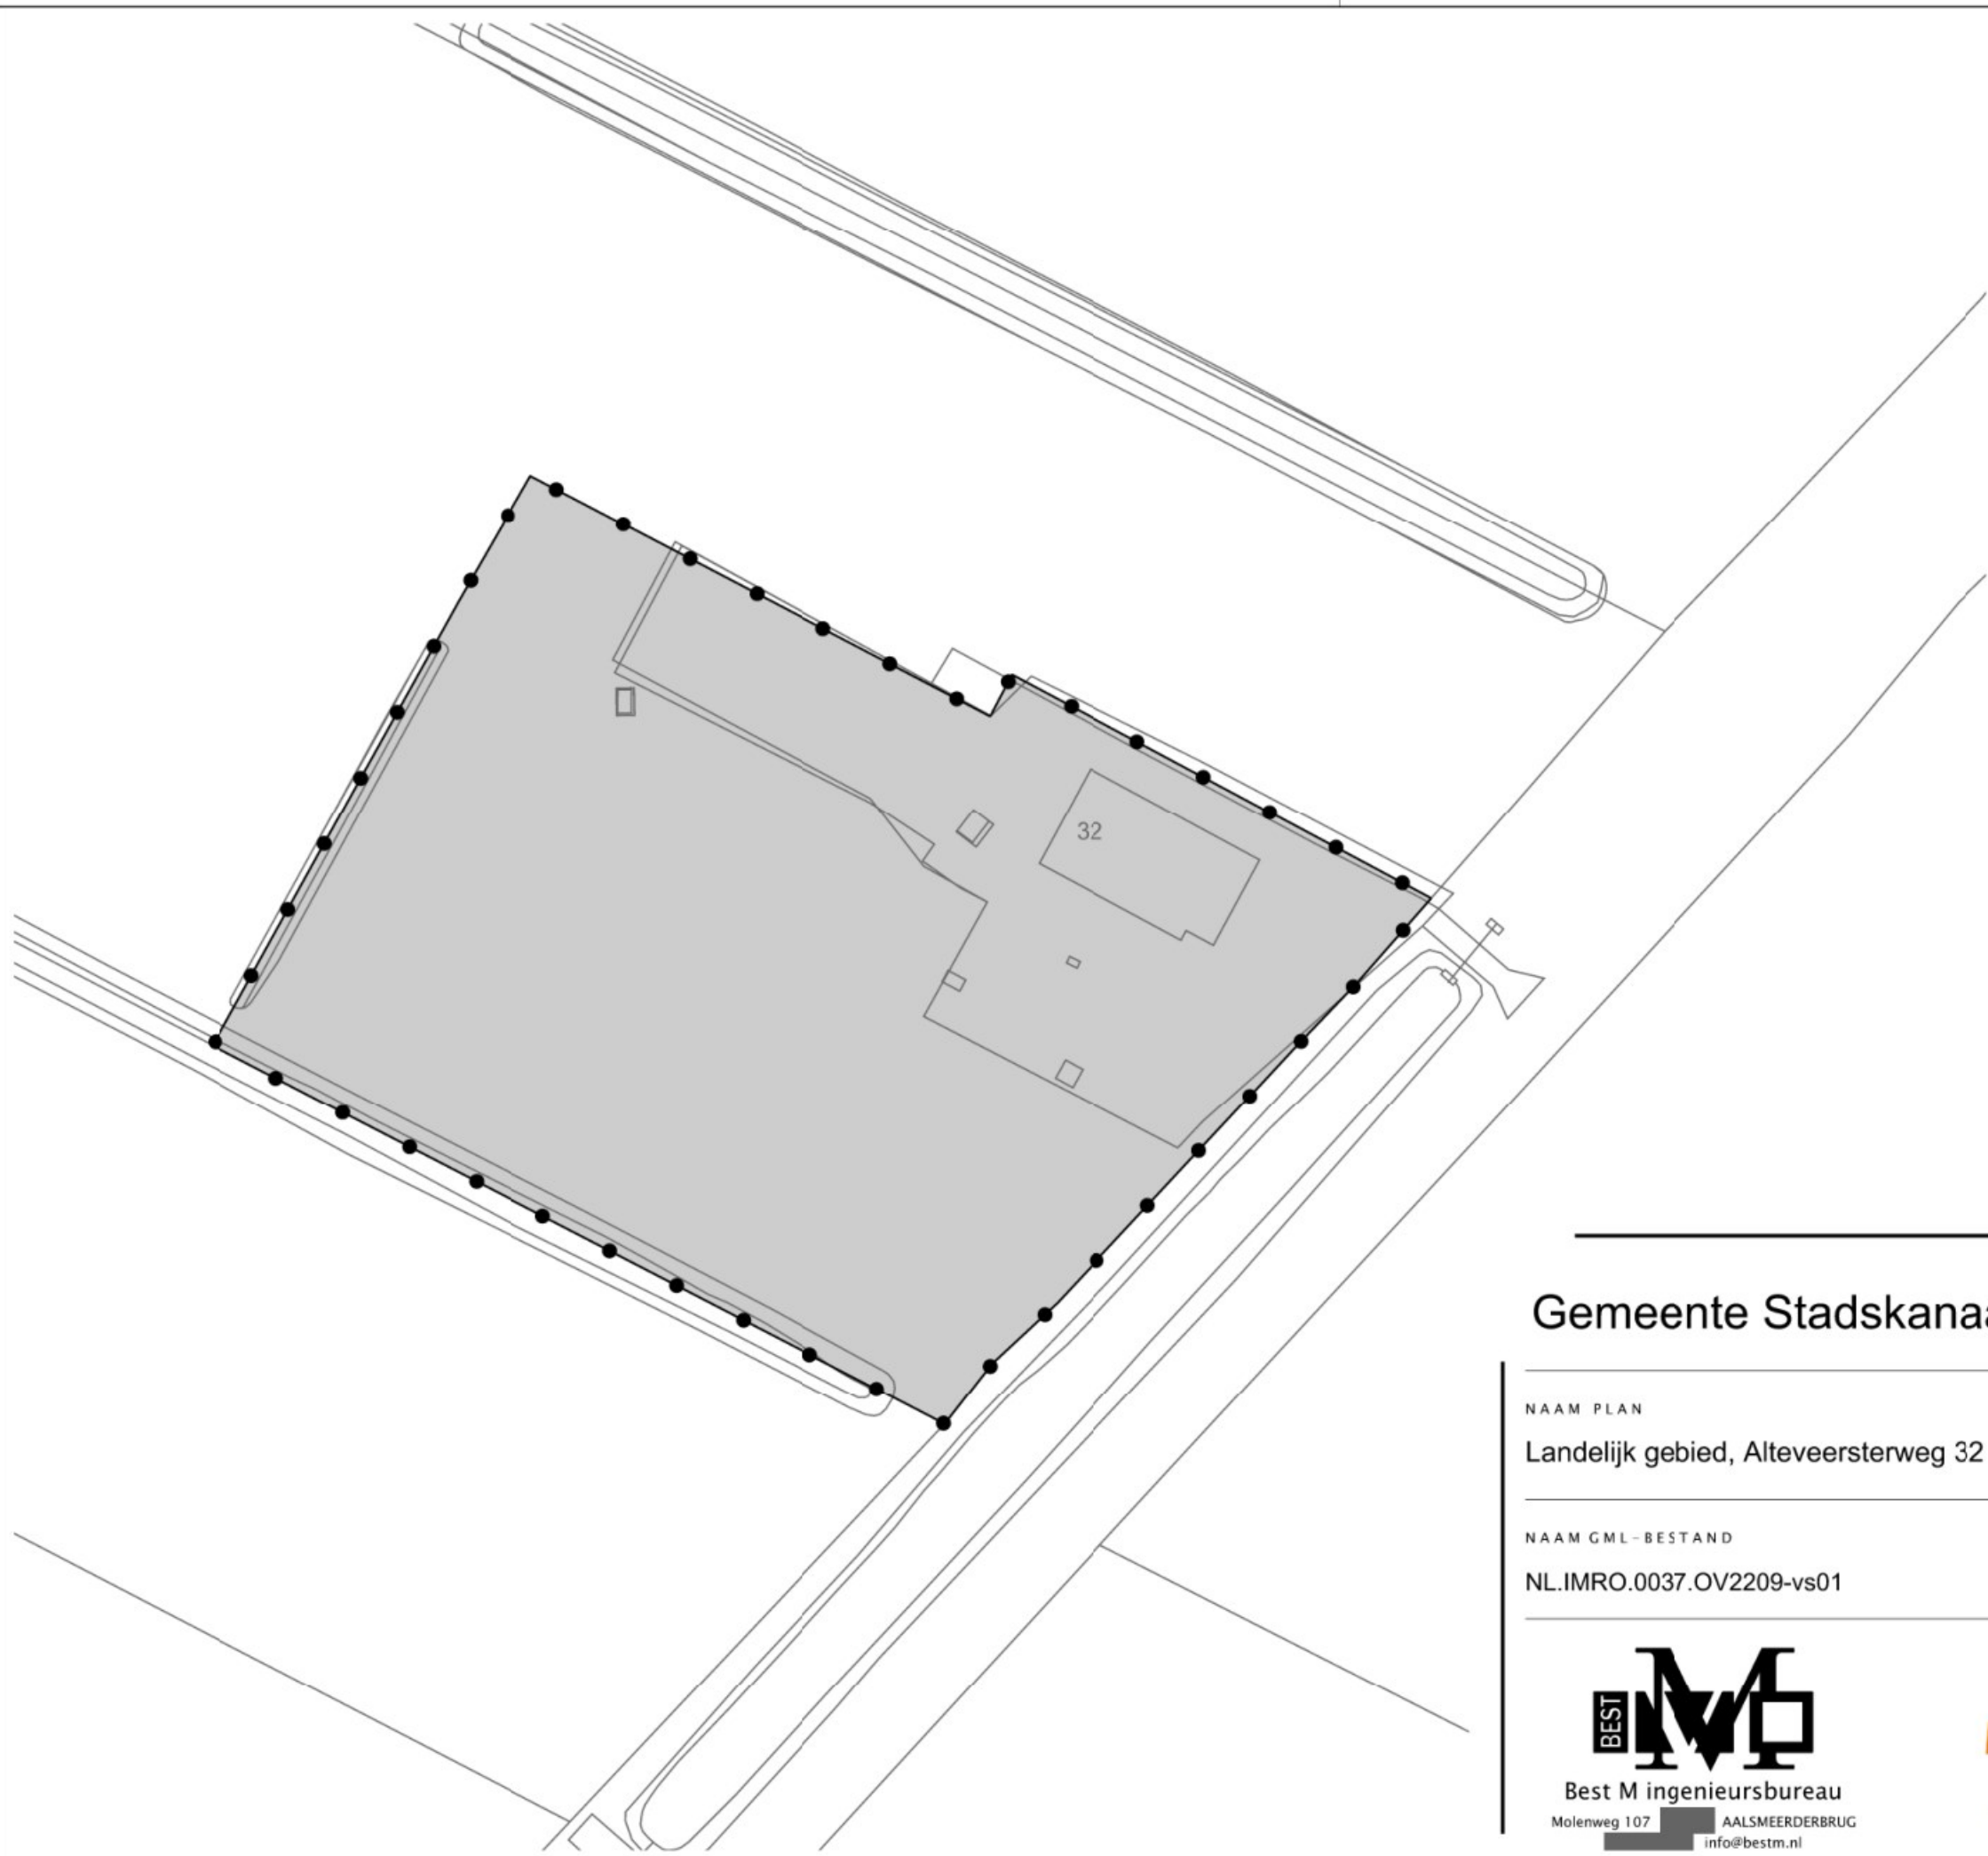 32
Gemeente Stadskana
NAAM PLAN
Landelijk gebied, Alteveersterweg 32
NAAM GML-BESTAND
NL.IMRO.0037.OV2209-vs01
BEST
M
Best M ingenieursbureau
Molenweg 107 AALSMEERDERBRUG
info@bestm.nl